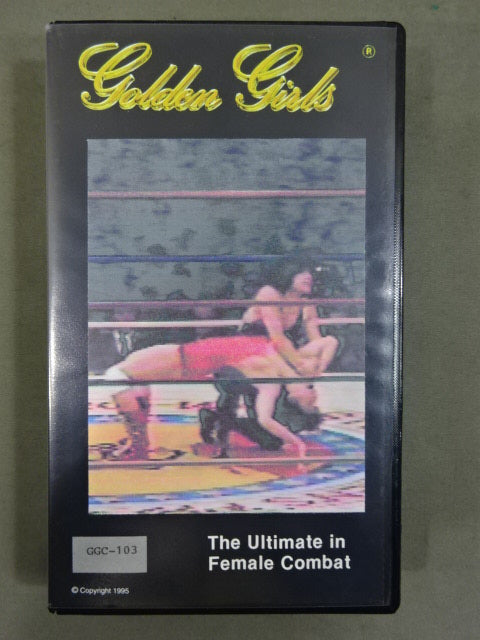 Golden Girls ®
GGC-103
The Ultimate in
Female Combat
© Copyright 1995